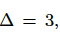 Δ = 3,